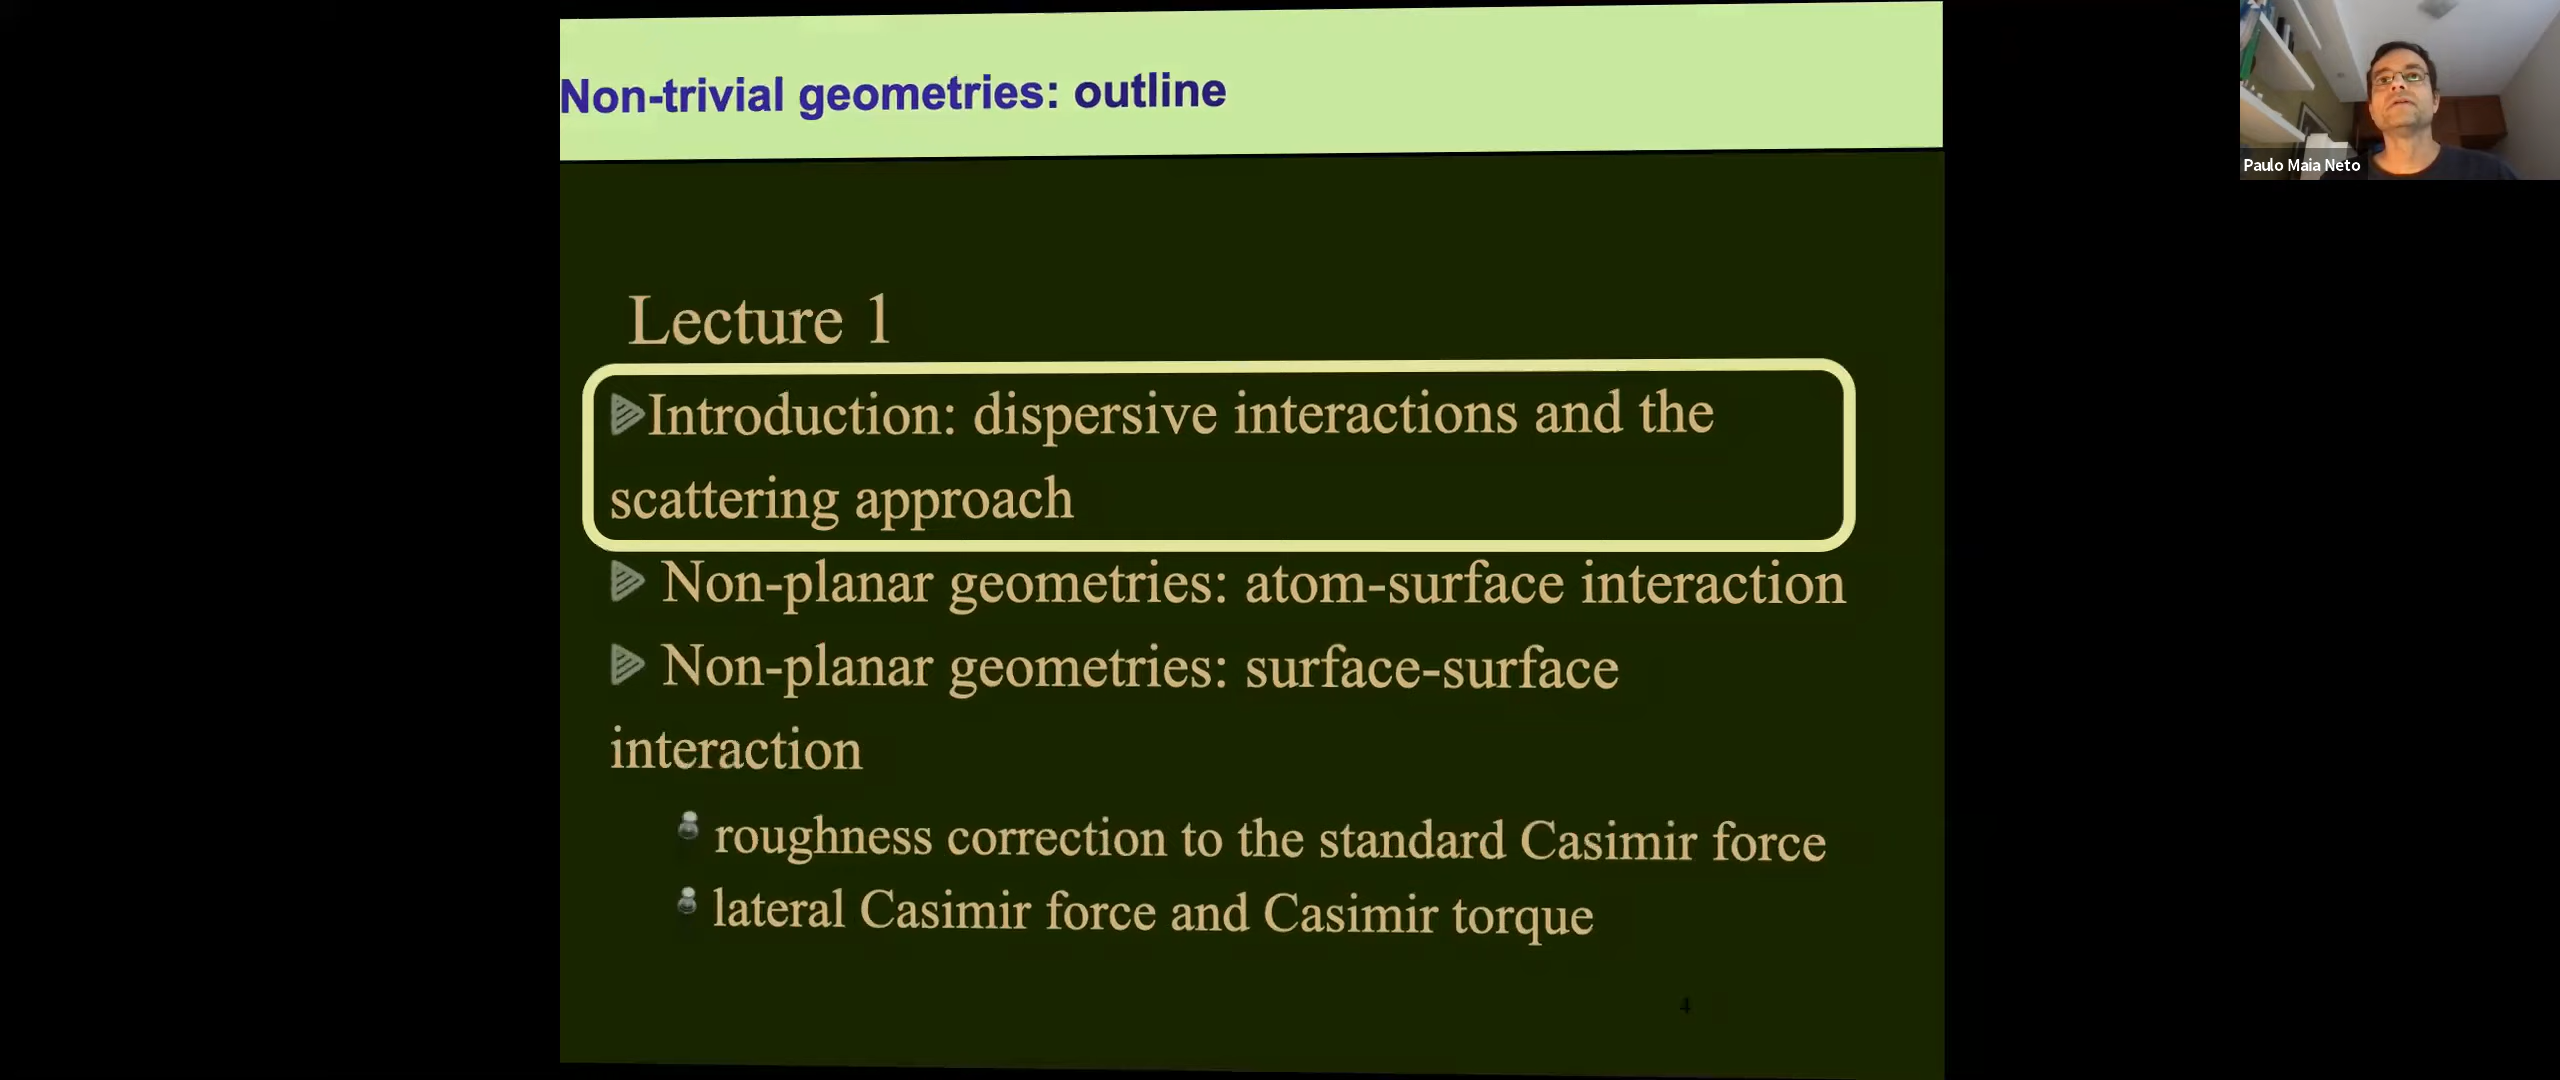 Non-trivial geometries: outline
Paulo Maia Neto
Lecture 1
Introduction: dispersive interactions and the
scattering approach
Non-planar geometries: atom-surface interaction
Non-planar geometries: surface-surface
interaction
roughness correction to the standard Casimir force
lateral Casimir force and Casimir torque
4